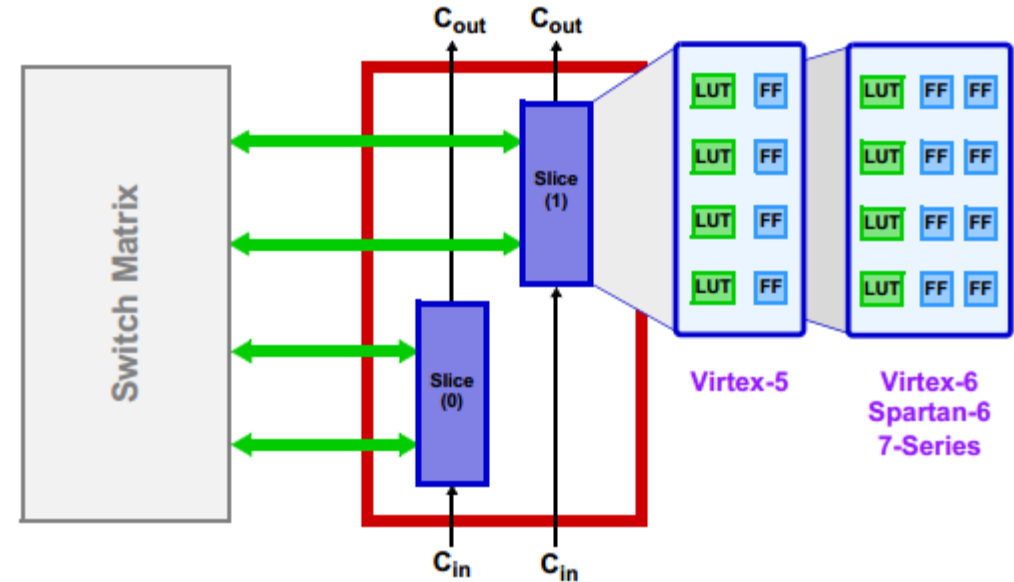 Cout
Cout
Switch Matrix
Slice
(1)
Slice
(0)
Cin
Cin
LUT FF
LUT FF
LUT FF
LUT FF
Virtex-5
LUT FF FF
LUT FF FF
LUT FF FF
LUT FF FF
Virtex-6
Spartan-6
7-Series